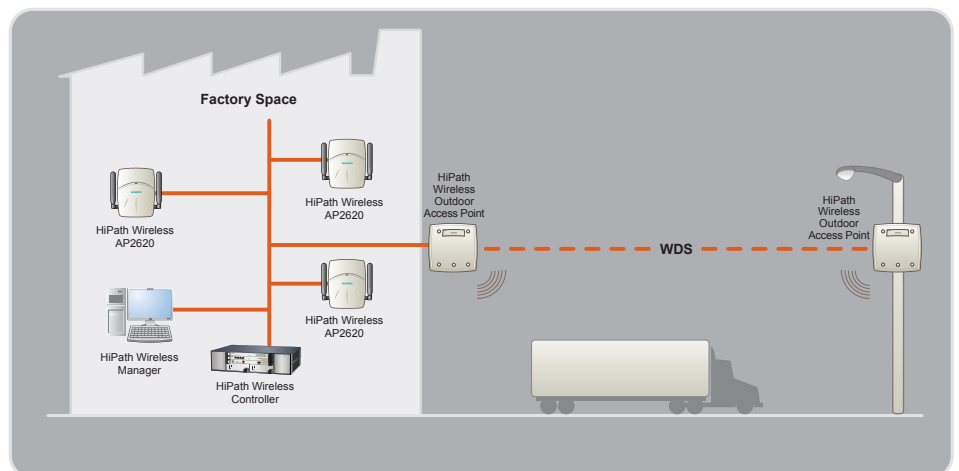 Factory Space
HiPath Wireless
AP2620
HiPath Wireless
AP2620
HiPath
Wireless
Outdoor
Access Point
HiPath
Wireless
Outdoor
Access Point
WDS
HiPath Wireless
AP2620
HiPath Wireless
Manager
HiPath Wireless
Controller